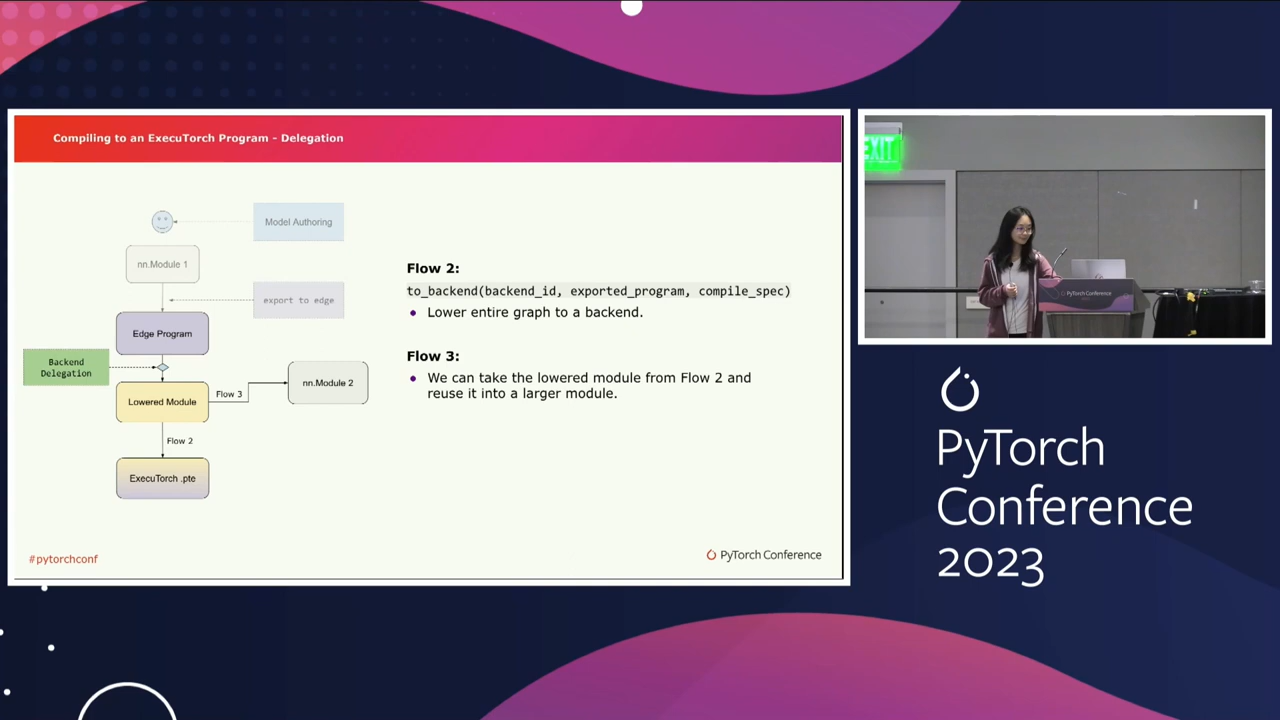 Compiling to an ExecuTorch Program - Delegation
Model Authoring
nn.Module 1
export to edge
Edge Program
Backend
Delegation
Lowered Module
Flow 3
nn.Module 2
Flow 2
ExecuTorch .pte
Flow 2:
to_backend(backend_id, exported_program, compile_spec)
• Lower entire graph to a backend.
Flow 3:
• We can take the lowered module from Flow 2 and
reuse it into a larger module.
#pytorchconf
PyTorch Conference
EXIT
PyTorch Conference
PyTorch
Conference
2023